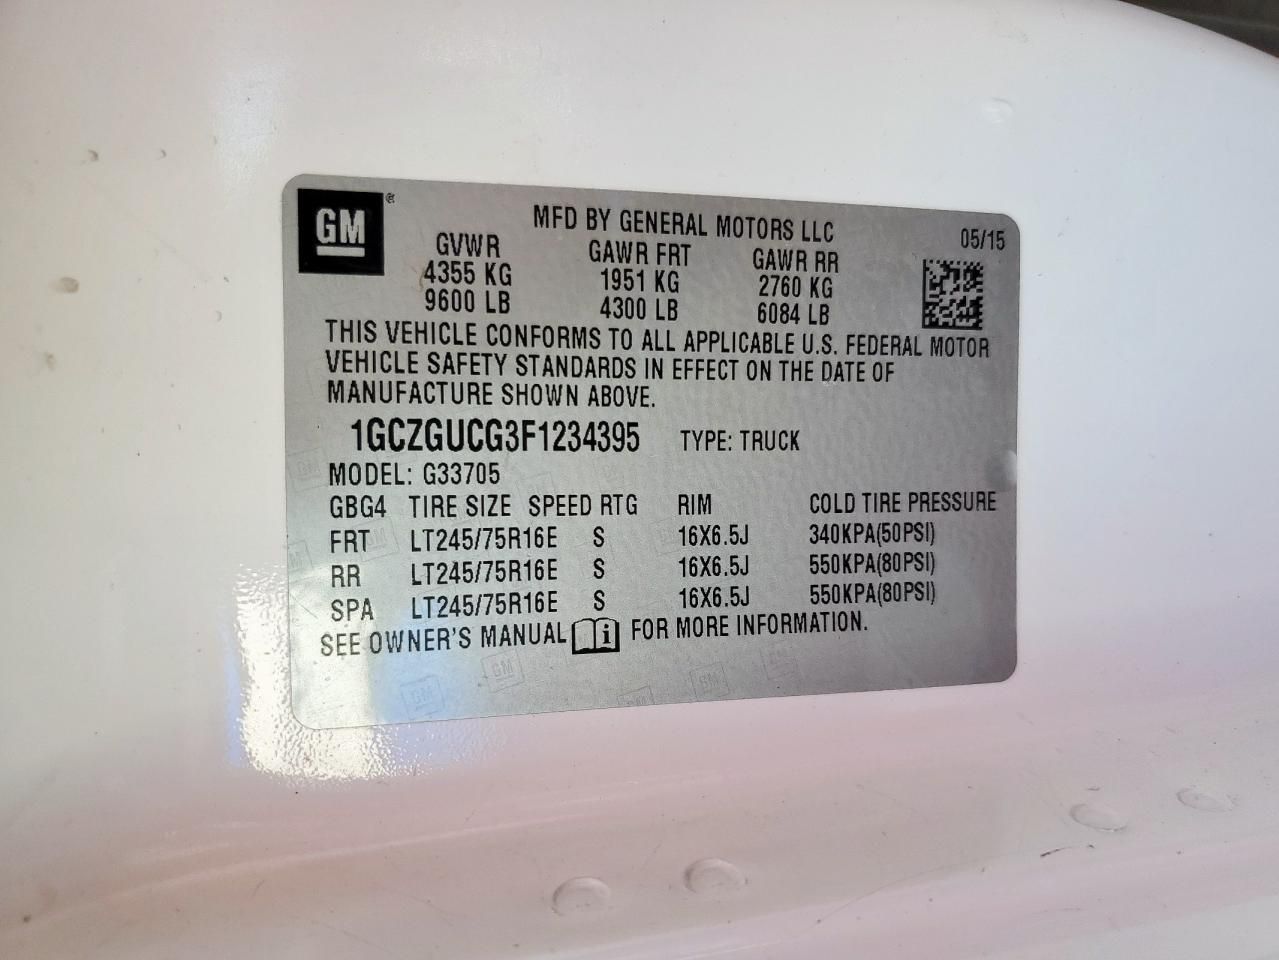 GM ®
MFD BY GENERAL MOTORS LLC
05/15
GVWR GAWR FRT GAWR RR
4355 KG 1951 KG 2760 KG
9600 LB 4300 LB 6084 LB
THIS VEHICLE CONFORMS TO ALL APPLICABLE U.S. FEDERAL MOTOR
VEHICLE SAFETY STANDARDS IN EFFECT ON THE DATE OF
MANUFACTURE SHOWN ABOVE.
1GCZGUCG3F1234395 TYPE: TRUCK
MODEL: G33705
GBG4 TIRE SIZE SPEED RTG RIM COLD TIRE PRESSURE
FRT LT245/75R16E S 16X6.5J 340KPA(50PSI)
RR LT245/75R16E S 16X6.5J 550KPA(80PSI)
SPA LT245/75R16E S 16X6.5J 550KPA(80PSI)
SEE OWNER'S MANUAL i FOR MORE INFORMATION.
GM GM GM GM